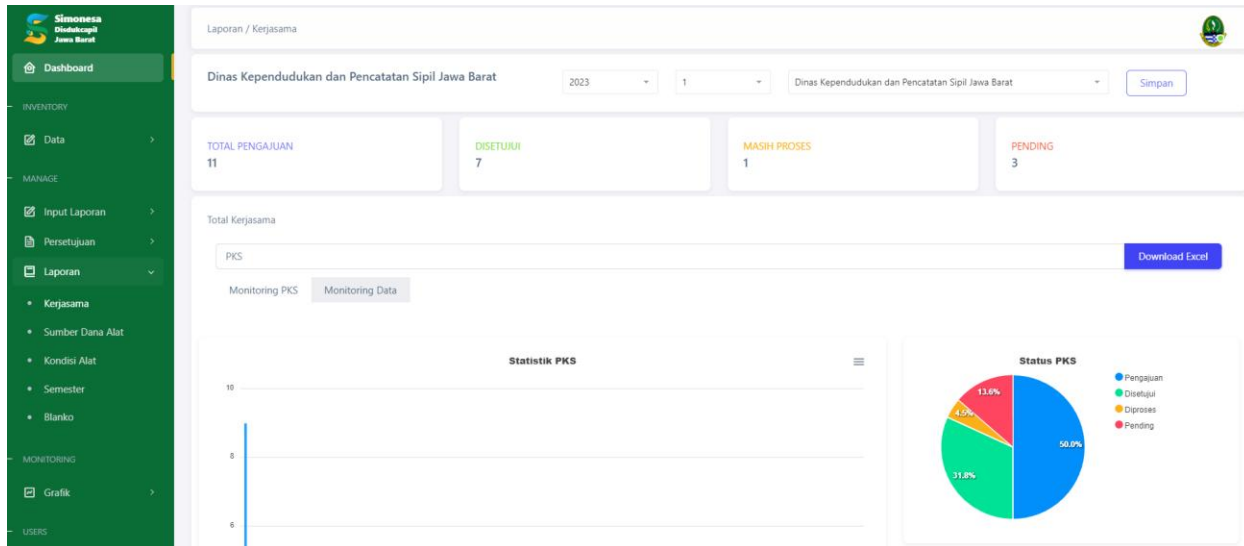 Simonesa
Disdukcapil
Jawa Barat
Dashboard
INVENTORY
Data
MANAGE
Input Laporan
Persetujuan
Laporan
Kerjasama
Sumber Dana Alat
Kondisi Alat
Semester
Blanko
MONITORING
Grafik
USERS
Laporan / Kerjasama
Dinas Kependudukan dan Pencatatan Sipil Jawa Barat
2023
1
Dinas Kependudukan dan Pencatatan Sipil Jawa Barat
Simpan
TOTAL PENGAJUAN
11
DISETUJUI
7
MASIH PROSES
1
PENDING
3
Total Kerjasama
PKS
Download Excel
Monitoring PKS
Monitoring Data
Statistik PKS
10
8
6
Status PKS
13.6%
4.5%
50.0%
31.8%
Pengajuan
Disetujui
Diproses
Pending